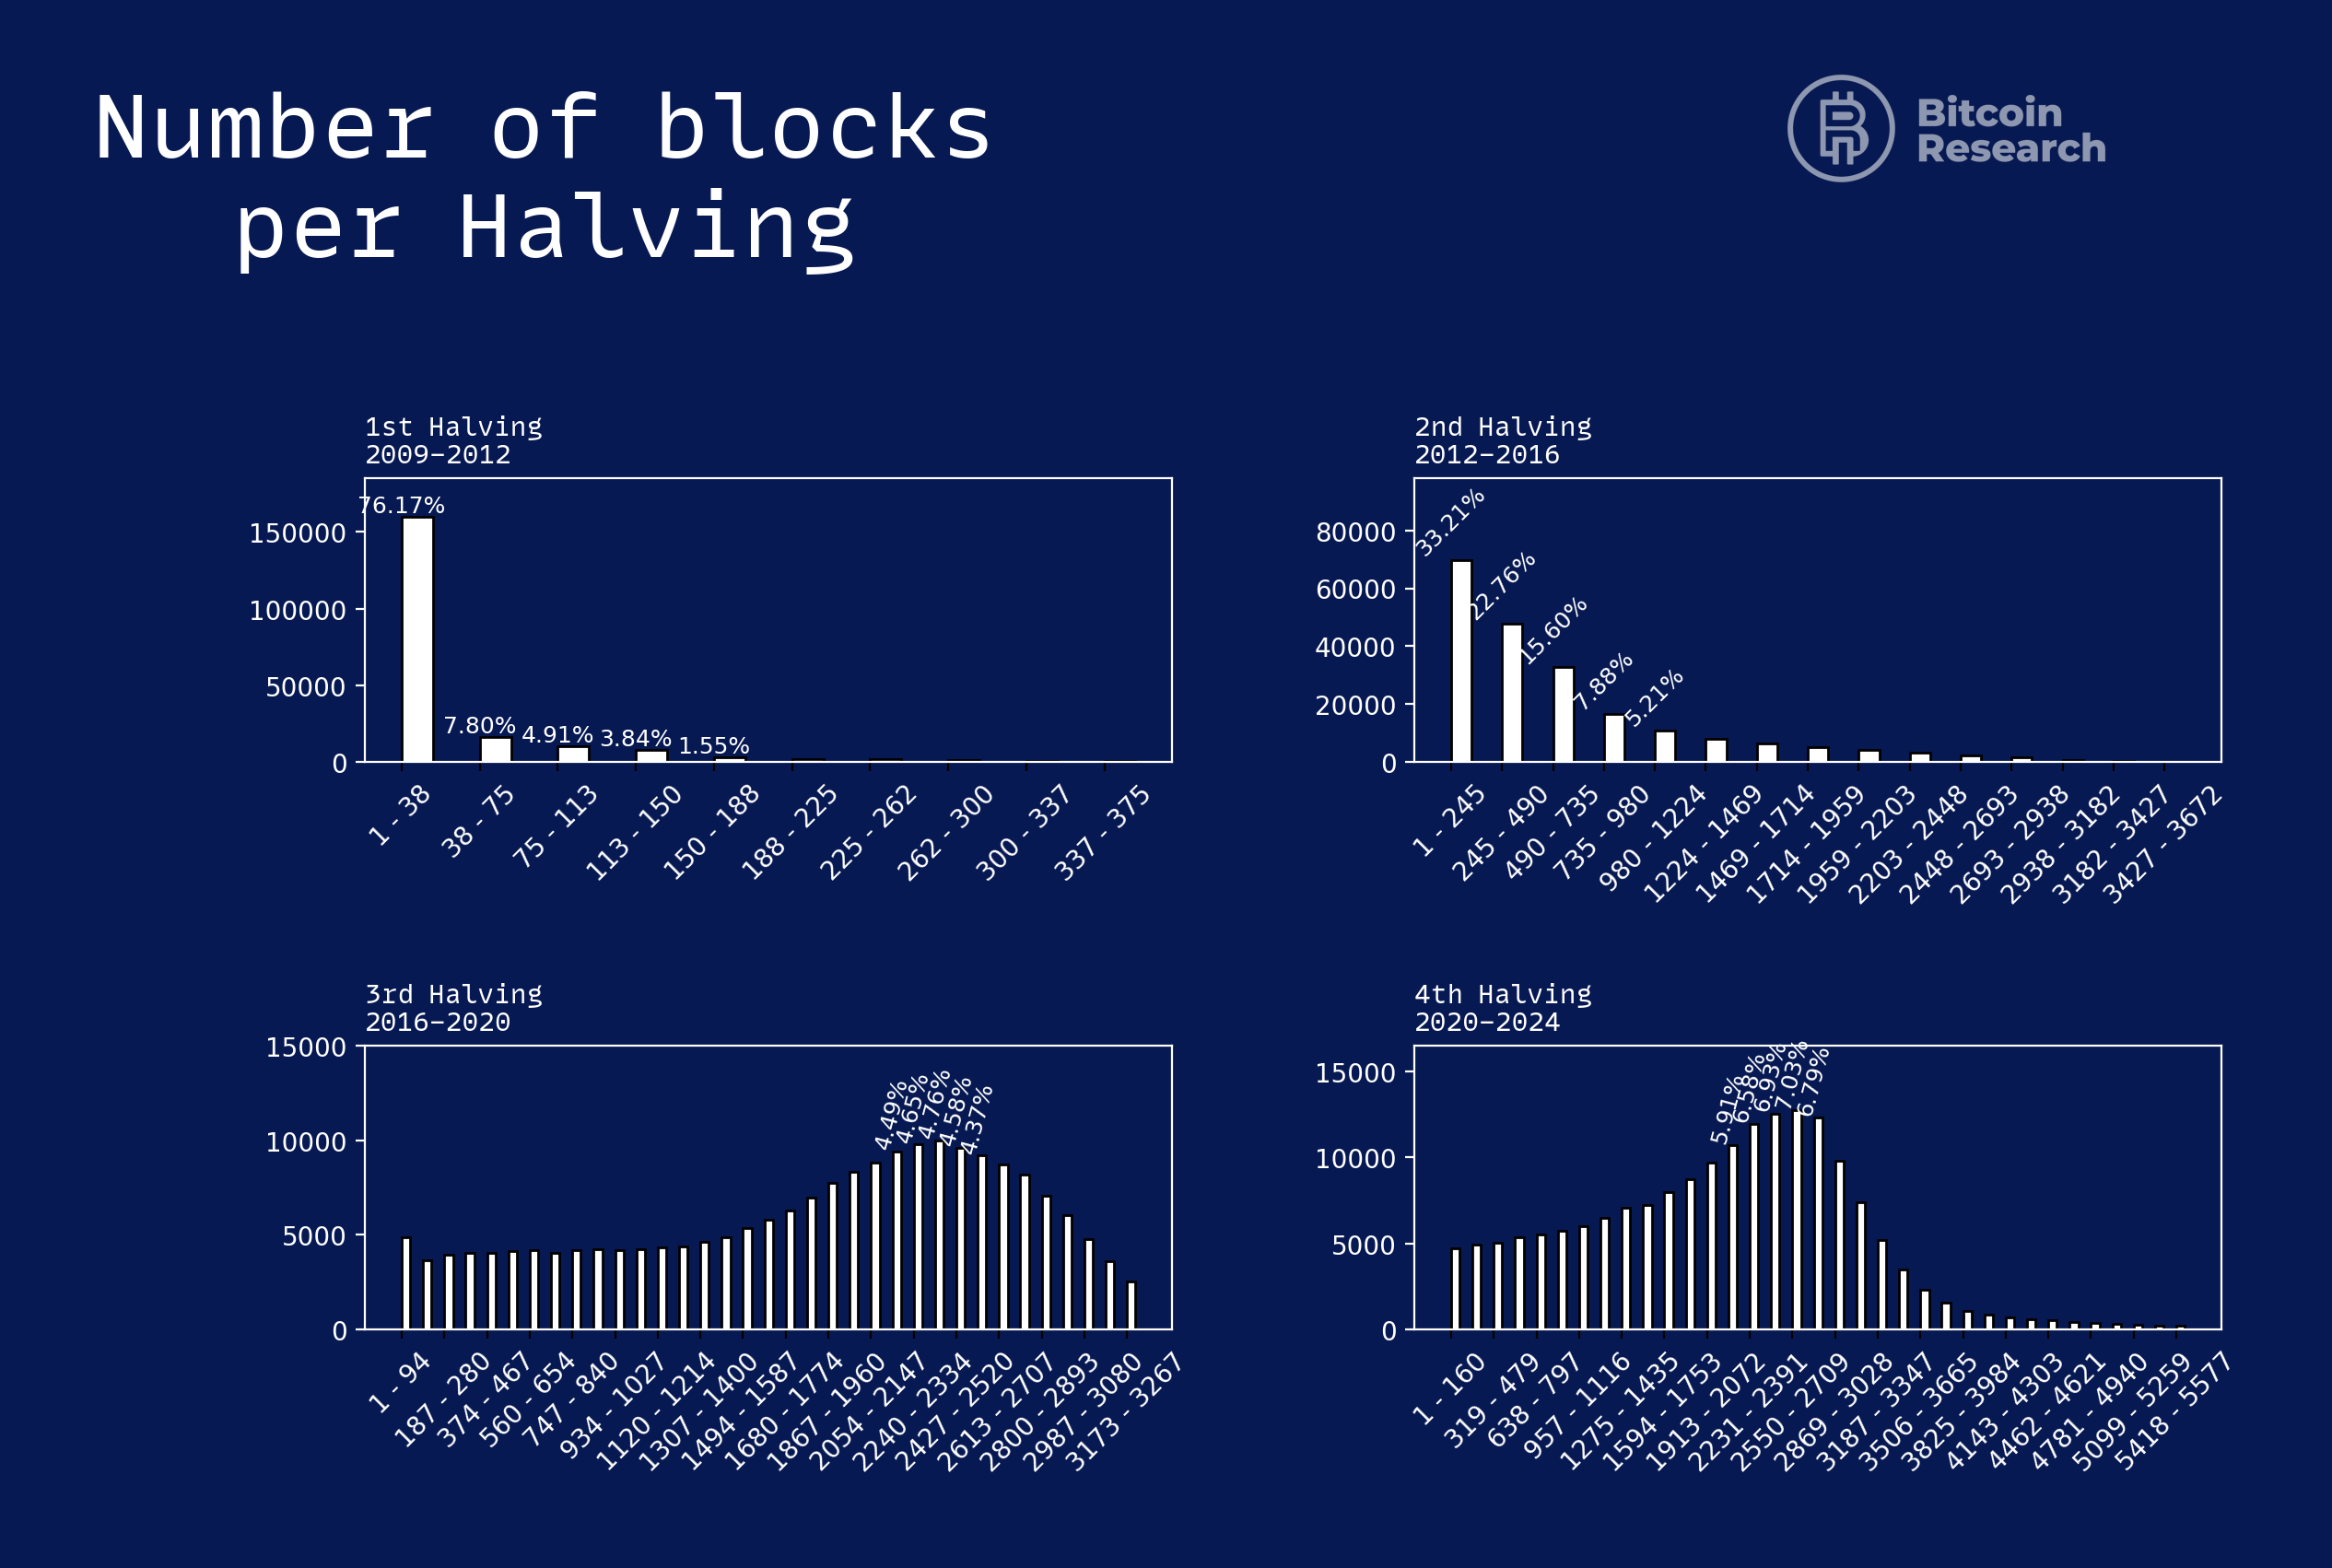 Number of blocks
per Halving
Bitcoin
Research
1st Halving
2009–2012
76.17%
7.80%
4.91%
3.84%
1.55%
150000
100000
50000
0
1 - 38
38 - 75
75 - 113
113 - 150
150 - 188
188 - 225
225 - 262
262 - 300
300 - 337
337 - 375
2nd Halving
2012–2016
33.21%
22.76%
15.60%
7.88%
5.21%
80000
60000
40000
20000
0
1 - 245
245 - 490
490 - 735
735 - 980
980 - 1224
1224 - 1469
1469 - 1714
1714 - 1959
1959 - 2203
2203 - 2448
2448 - 2693
2693 - 2938
2938 - 3182
3182 - 3427
3427 - 3672
3rd Halving
2016–2020
4.49%
4.65%
4.76%
4.58%
4.37%
15000
10000
5000
0
1 - 94
187 - 280
374 - 467
560 - 654
747 - 840
934 - 1027
1120 - 1214
1307 - 1400
1494 - 1587
1680 - 1774
1867 - 1960
2054 - 2147
2240 - 2334
2427 - 2520
2613 - 2707
2800 - 2893
2987 - 3080
3173 - 3267
4th Halving
2020–2024
5.91%
6.58%
6.93%
7.03%
6.79%
15000
10000
5000
0
1 - 160
319 - 479
638 - 797
957 - 1116
1275 - 1435
1594 - 1753
1913 - 2072
2231 - 2391
2550 - 2709
2869 - 3028
3187 - 3347
3506 - 3665
3825 - 3984
4143 - 4303
4462 - 4621
4781 - 4940
5099 - 5259
5418 - 5577